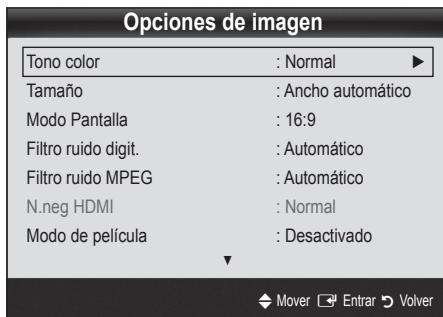 Opciones de imagen
Tono color : Normal ►
Tamaño : Ancho automático
Modo Pantalla : 16:9
Filtro ruido digit. : Automático
Filtro ruido MPEG : Automático
N.neg HDMI : Normal
Modo de película : Desactivado
▼
Mover Entrar Volver